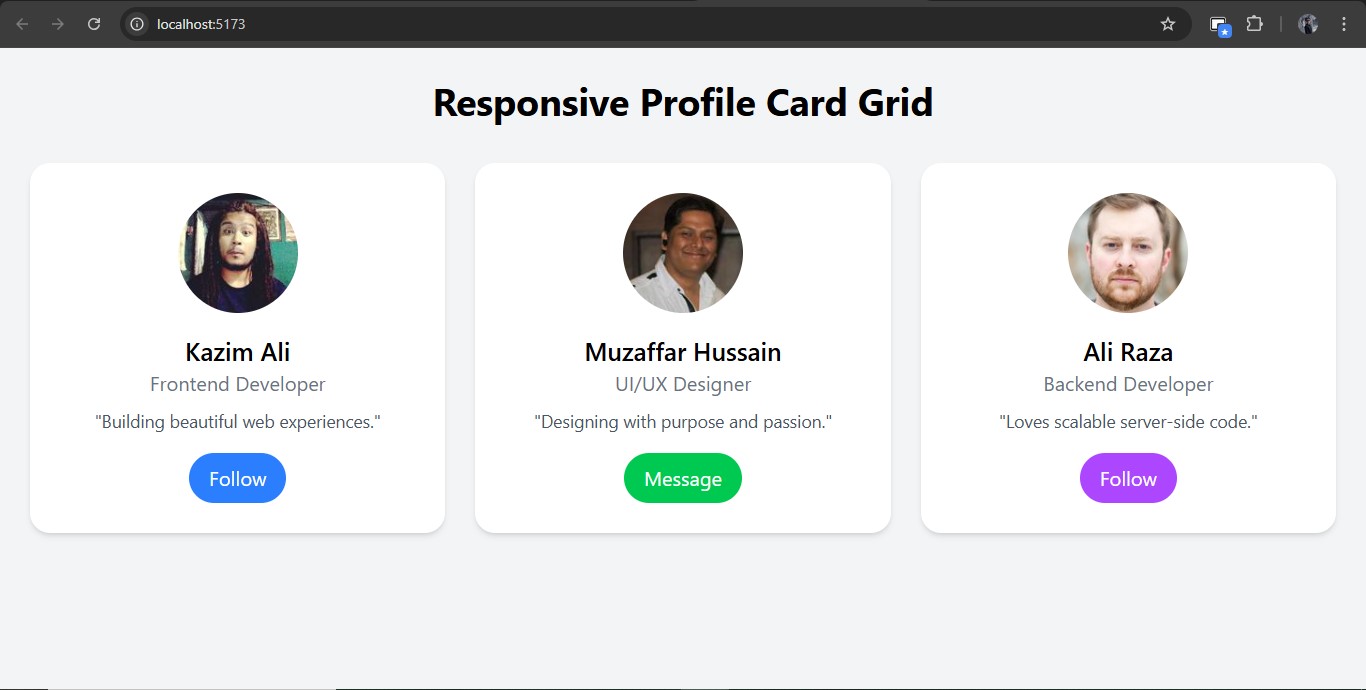 localhost:5173
Responsive Profile Card Grid
Kazim Ali
Frontend Developer
"Building beautiful web experiences."
Follow
Muzaffar Hussain
UI/UX Designer
"Designing with purpose and passion."
Message
Ali Raza
Backend Developer
"Loves scalable server-side code."
Follow